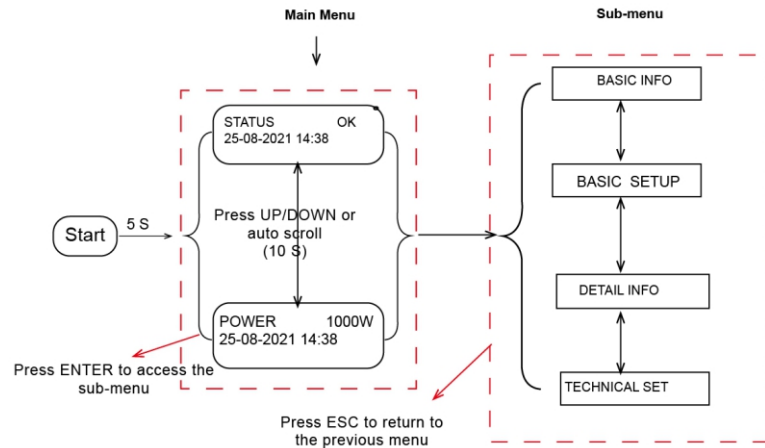 Main Menu
Sub-menu
STATUS OK
25-08-2021 14:38
Start
5 S
Press UP/DOWN or
auto scroll
(10 S)
POWER 1000W
25-08-2021 14:38
Press ENTER to access the
sub-menu
BASIC INFO
BASIC SETUP
DETAIL INFO
TECHNICAL SET
Press ESC to return to
the previous menu